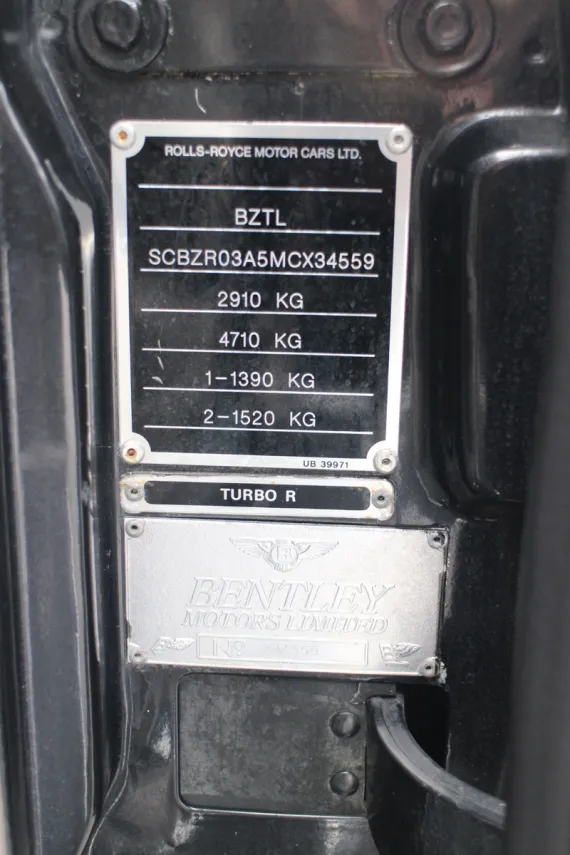 ROLLS-ROYCE MOTOR CARS LTD.
BZTL
SCBZR03A5MCX34559
2910 KG
4710 KG
1-1390 KG
2-1520 KG
UB 39971
TURBO R
B
BENTLEY
MOTORS LIMITED
Nº